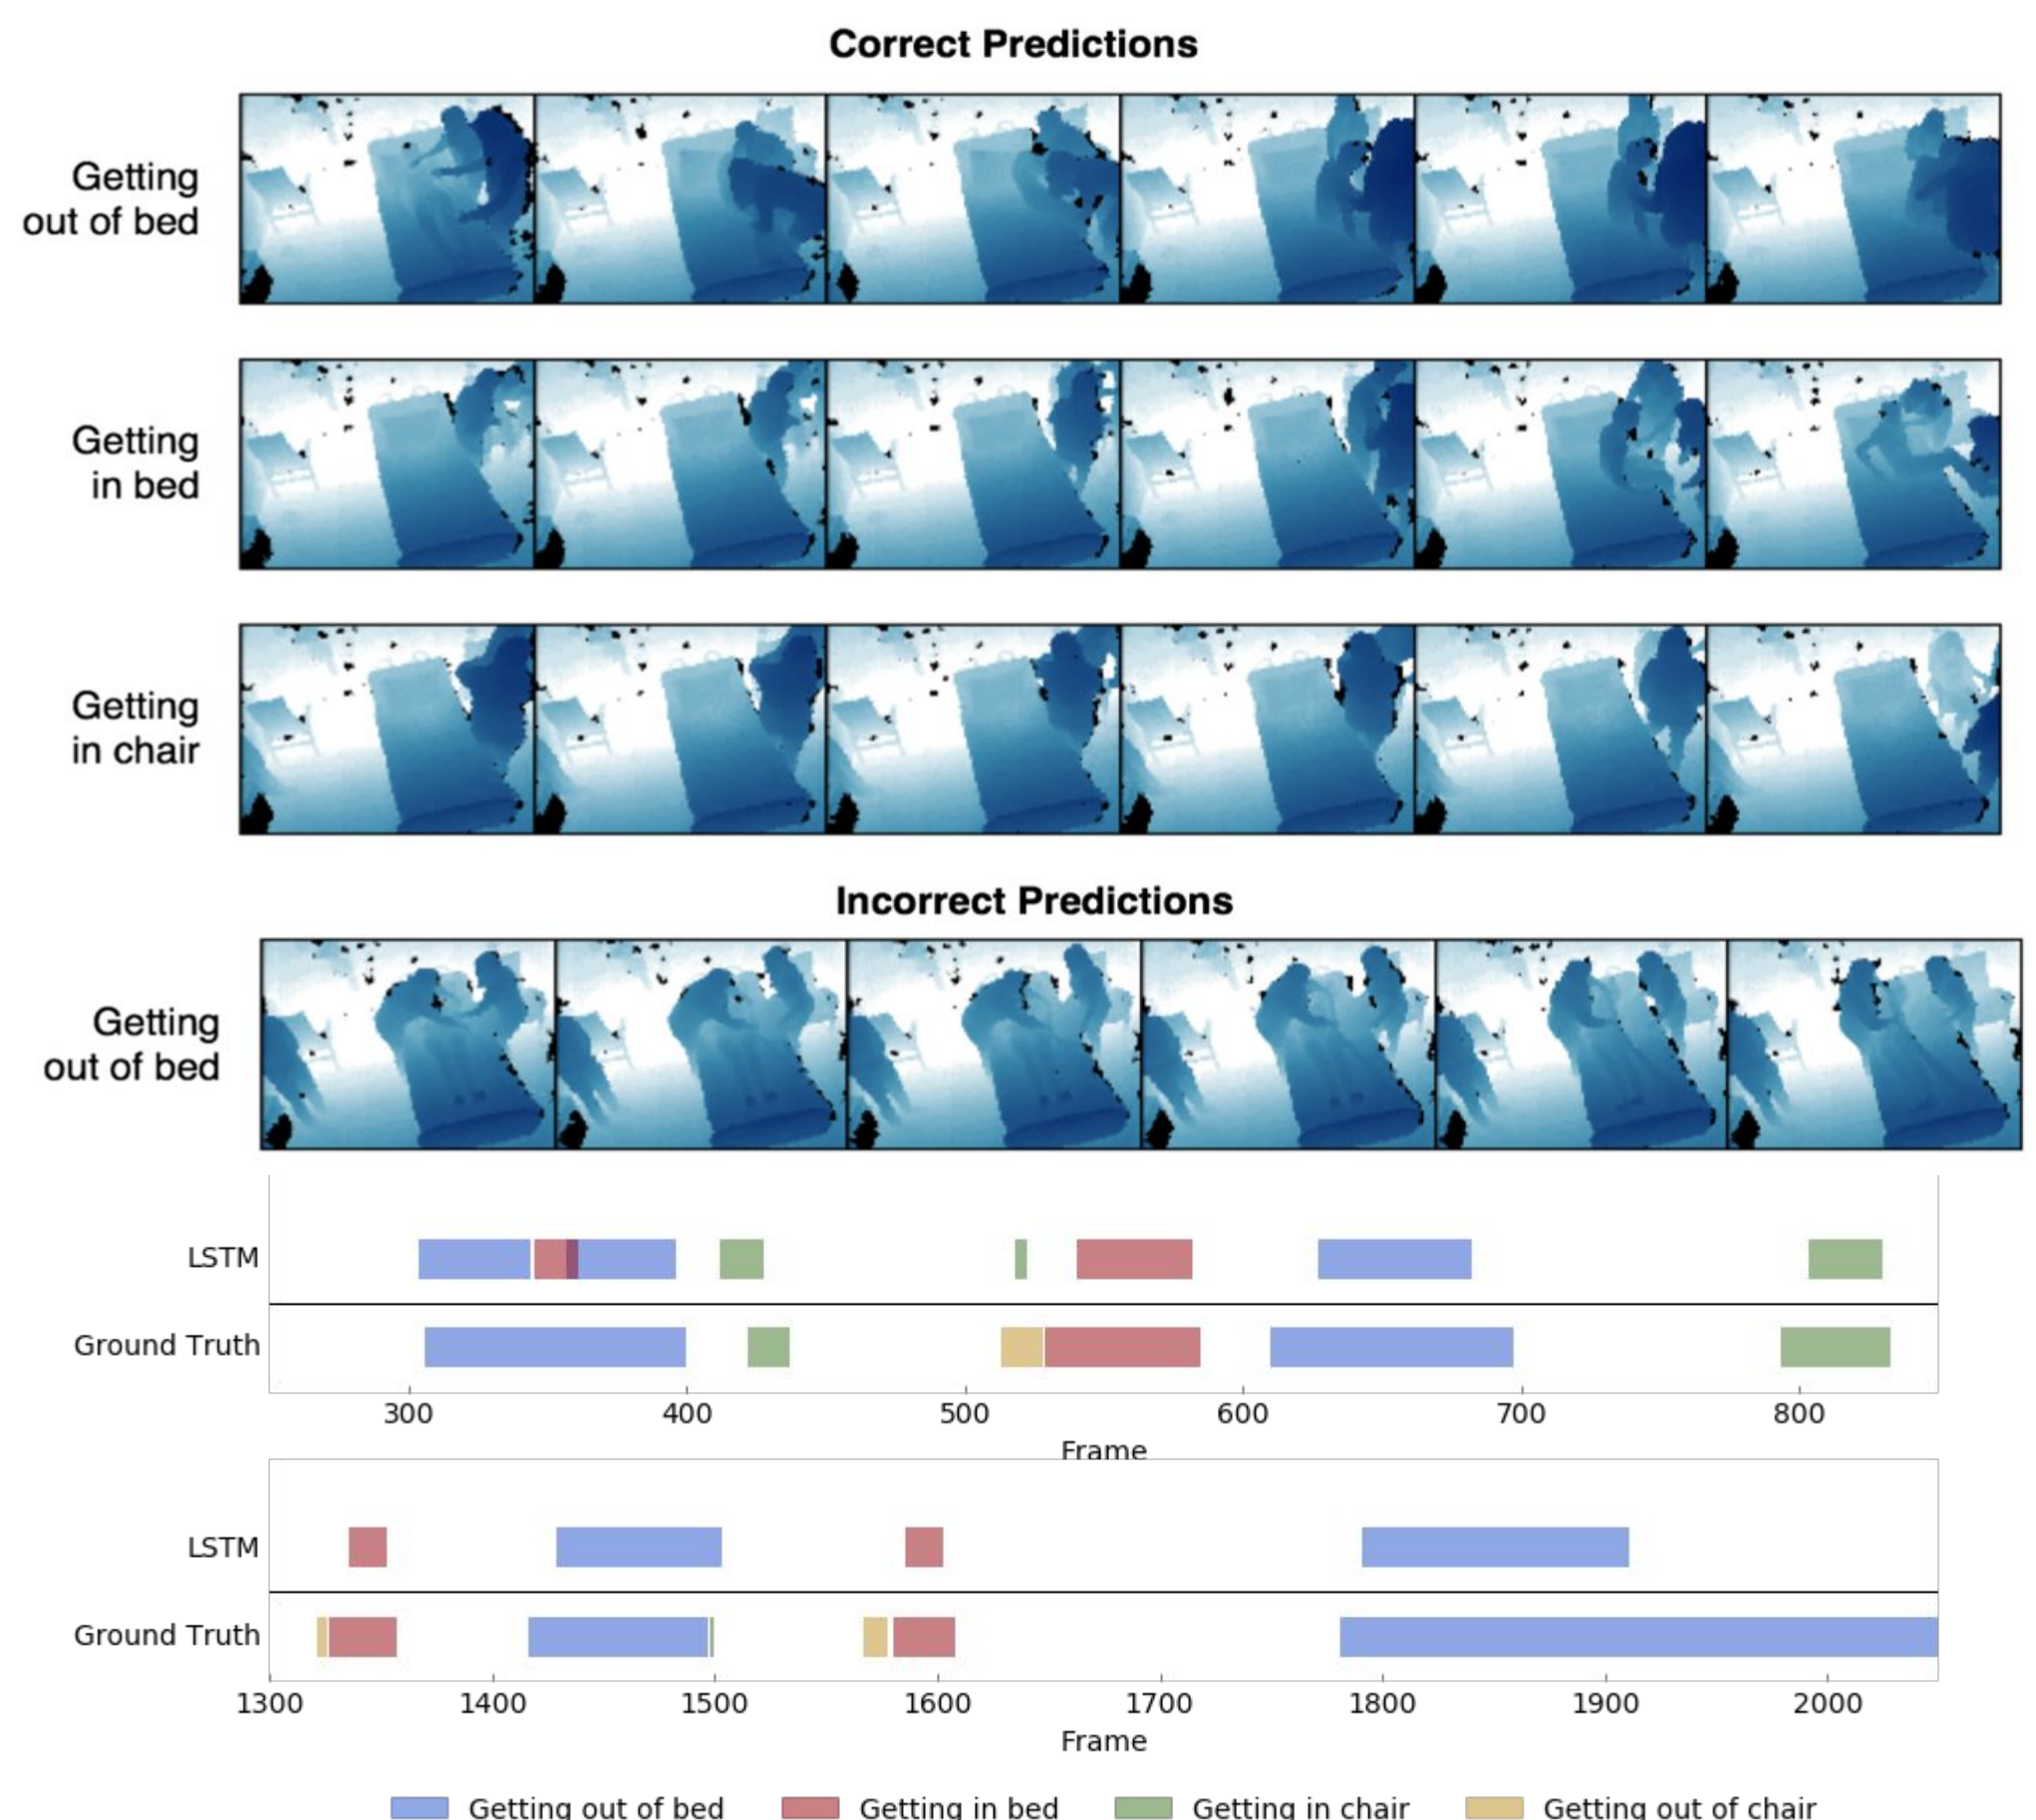 Correct Predictions
Getting
out of bed
Getting
in bed
Getting
in chair
Incorrect Predictions
Getting
out of bed
LSTM
Ground Truth
300 400 500 600 700 800
Frame
LSTM
Ground Truth
1300 1400 1500 1600 1700 1800 1900 2000
Frame
Getting out of bed Getting in bed Getting in chair Getting out of chair